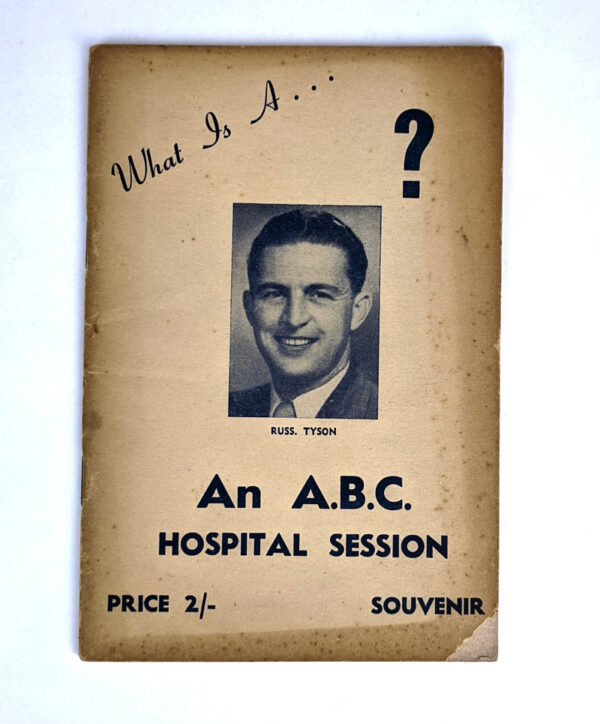 What Is A...
?
RUSS. TYSON
An A.B.C.
HOSPITAL SESSION
PRICE 2/- SOUVENIR